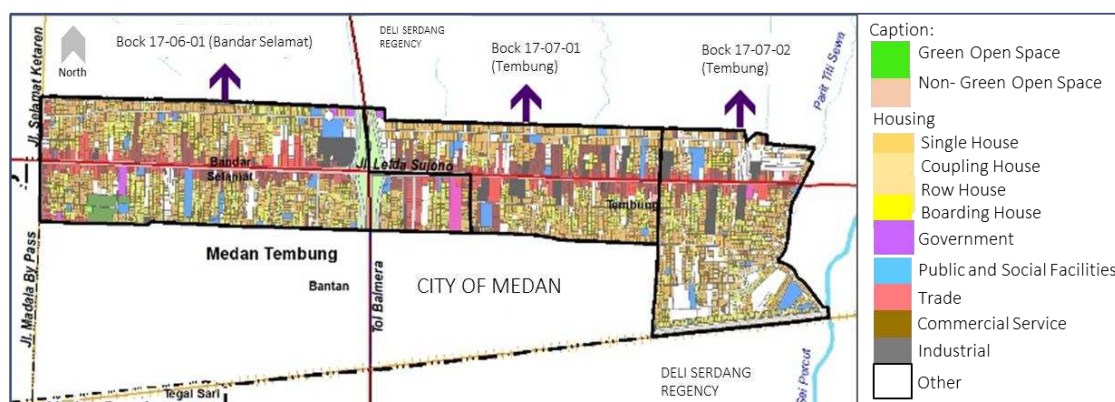 Jl. Selamat Ketaren
North
Bock 17-06-01 (Bandar Selamat)
DELI SERDANG
REGENCY
Bock 17-07-01
(Tembung)
Bock 17-07-02
(Tembung)
Parit Titi Sewa
Bandar
Selamat
Jl. Letda Sujono
Tembung
Jl. Madala By Pass
Medan Tembung
Bantan
Tol Balmera
CITY OF MEDAN
DELI SERDANG
REGENCY
Sei Porcut
Tegal Sari
Caption:
Green Open Space
Non- Green Open Space
Housing
Single House
Coupling House
Row House
Boarding House
Government
Public and Social Facilities
Trade
Commercial Service
Industrial
Other